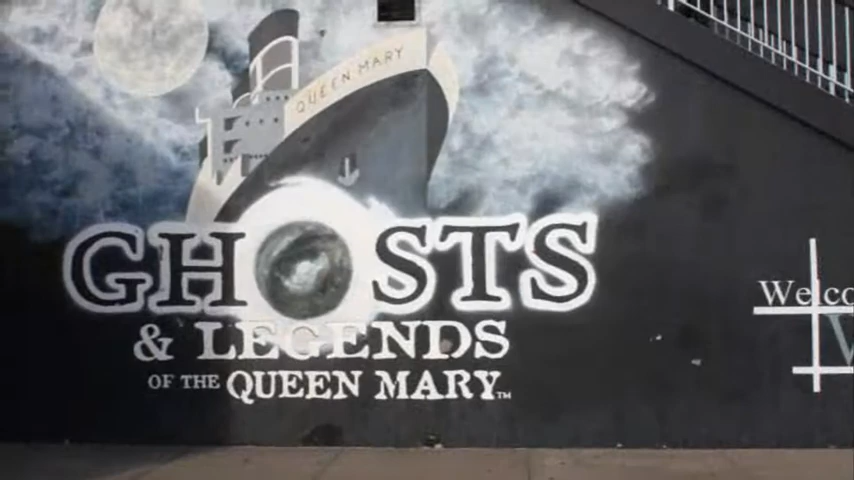 QUEEN MARY
GHOSTS
& LEGENDS
OF THE QUEEN MARY™